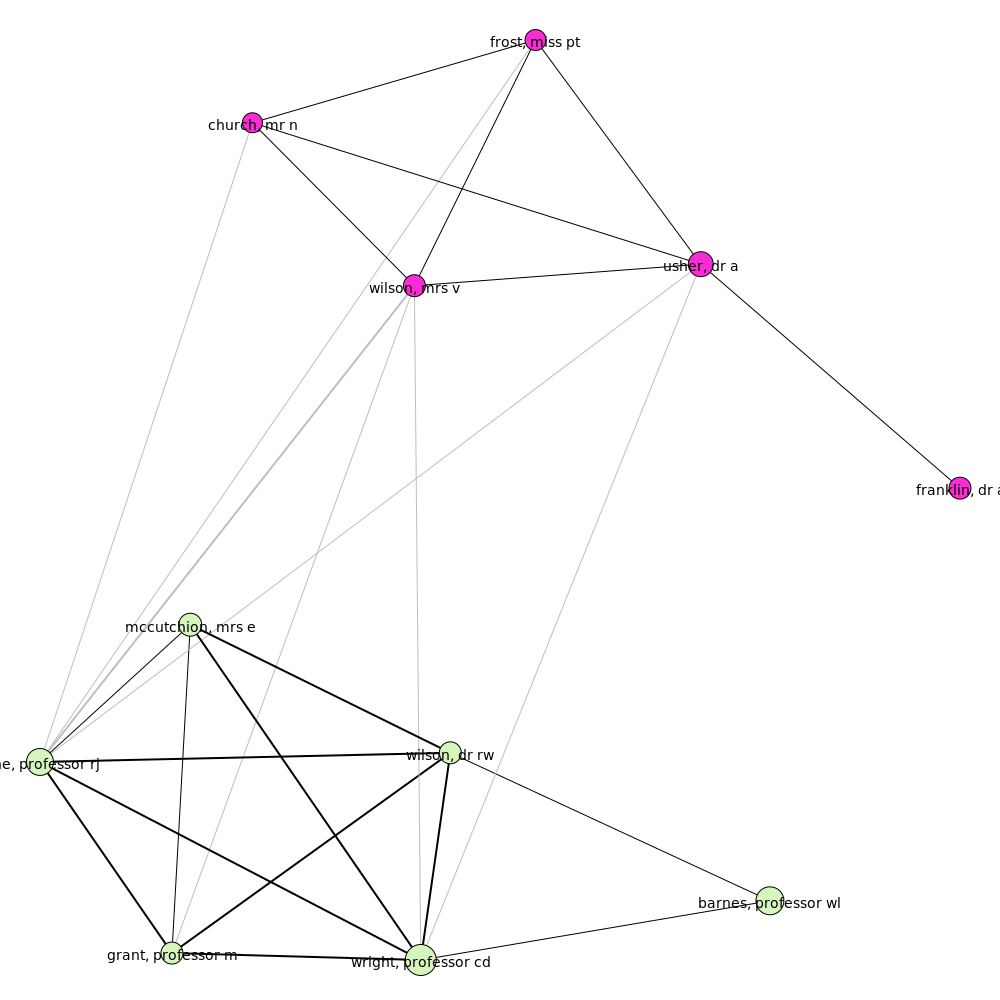 frost, miss pt
church, mr n
usher, dr a
wilson, mrs v
franklin, dr a
mccutchion, mrs e
wilson, dr rw
ne, professor rj
barnes, professor wl
grant, professor m
wright, professor cd